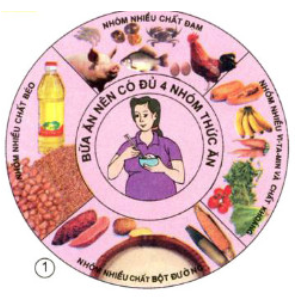 NHÓM NHIỀU CHẤT ĐẠM
NHÓM NHIỀU VI-TA-MIN VÀ CHẤT KHOÁNG
NHÓM NHIỀU CHẤT BỘT ĐƯỜNG
NHÓM NHIỀU CHẤT BÉO
BỮA ĂN NÊN CÓ ĐỦ 4 NHÓM THỨC ĂN
1